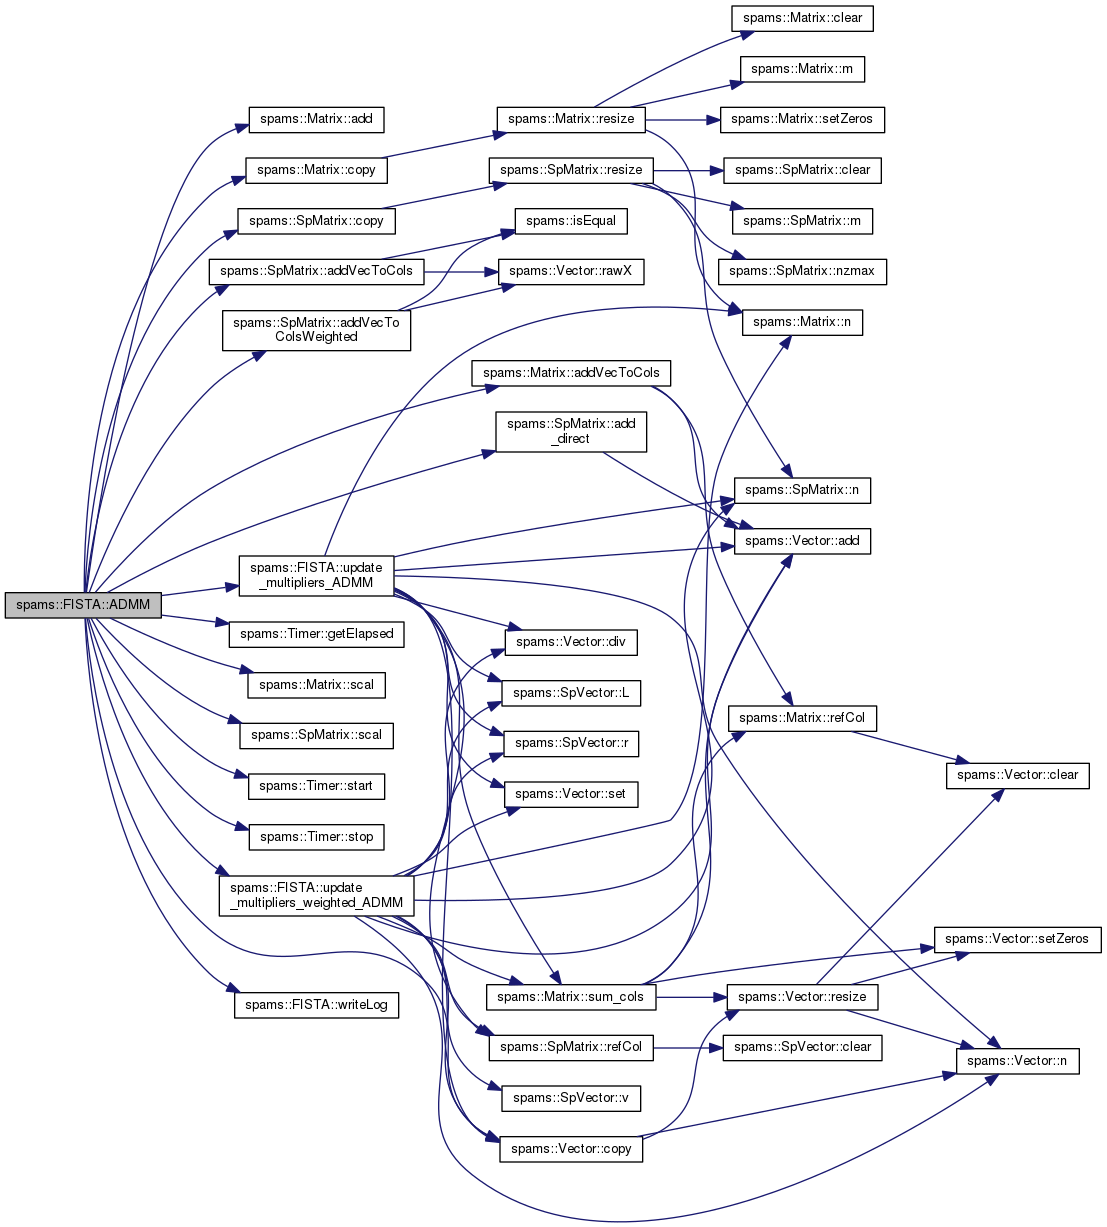 spams::Matrix::clear
spams::Matrix::m
spams::Matrix::add
spams::Matrix::resize
spams::Matrix::setZeros
spams::Matrix::copy
spams::SpMatrix::resize
spams::SpMatrix::clear
spams::SpMatrix::copy
spams::isEqual
spams::SpMatrix::m
spams::SpMatrix::addVecToCols
spams::Vector::rawX
spams::SpMatrix::nzmax
spams::SpMatrix::addVecTo
ColsWeighted
spams::Matrix::n
spams::Matrix::addVecToCols
spams::SpMatrix::add
_direct
spams::SpMatrix::n
spams::Vector::add
spams::FISTA::update
_multipliers_ADMM
spams::FISTA::ADMM
spams::Timer::getElapsed
spams::Vector::div
spams::Matrix::scal
spams::SpVector::L
spams::Matrix::refCol
spams::SpMatrix::scal
spams::SpVector::r
spams::Vector::clear
spams::Timer::start
spams::Vector::set
spams::Timer::stop
spams::FISTA::update
_multipliers_weighted_ADMM
spams::Vector::setZeros
spams::FISTA::writeLog
spams::Matrix::sum_cols
spams::Vector::resize
spams::SpMatrix::refCol
spams::SpVector::clear
spams::Vector::n
spams::SpVector::v
spams::Vector::copy